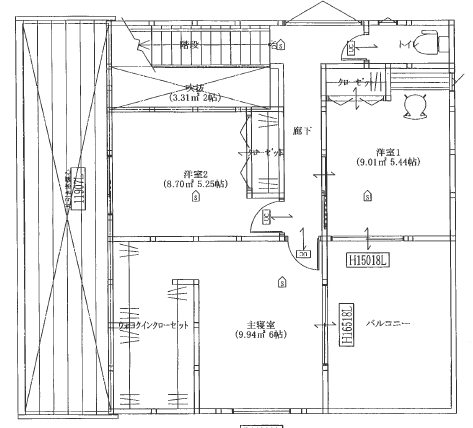 階段
S
トイレ
吹抜
(3.31㎡ 2帖)
クローゼット
廊下
洋室2
(8.70㎡ 5.25帖)
S
クローゼット
洋室1
(9.01㎡ 5.44帖)
S
11907L
H15018L
S
ウォークインクローゼット
主寝室
(9.94㎡ 6帖)
H16518L
バルコニー